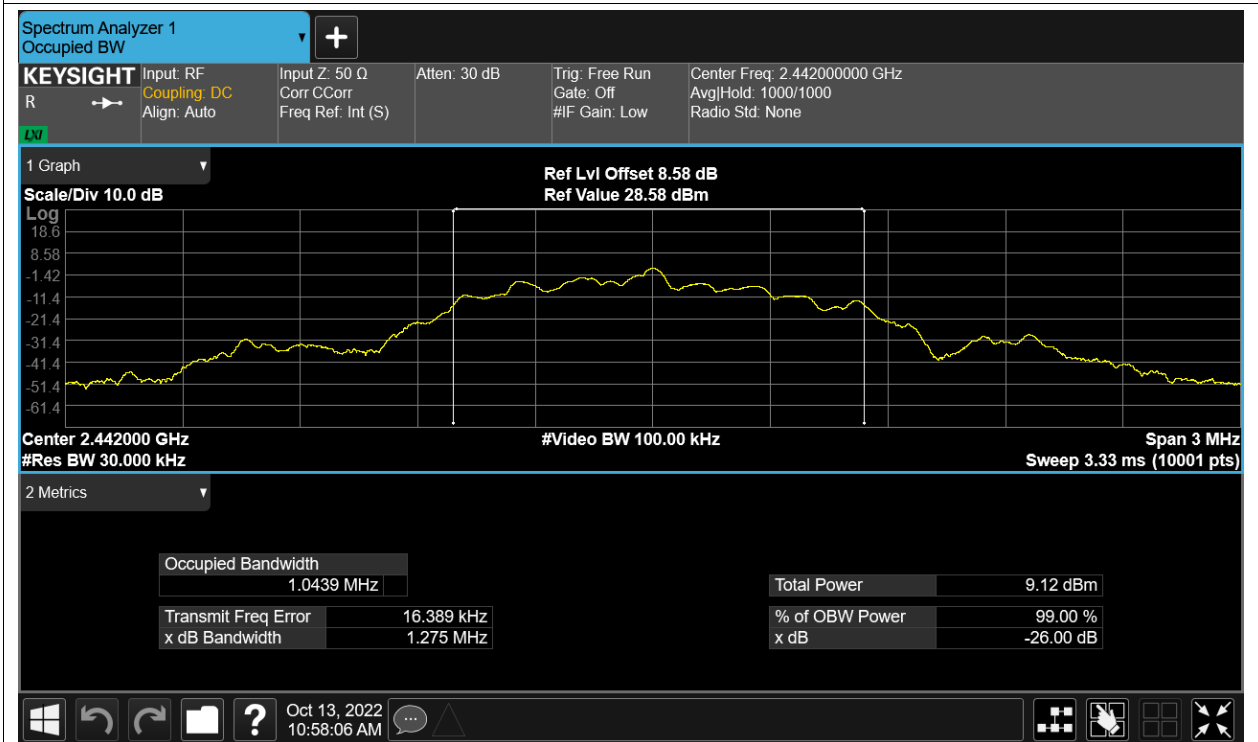 Spectrum Analyzer 1
Occupied BW
KEYSIGHT
R
LXI
Input: RF
Coupling: DC
Align: Auto
Input Z: 50 Ω
Corr CCorr
Freq Ref: Int (S)
Atten: 30 dB
Trig: Free Run
Gate: Off
#IF Gain: Low
Center Freq: 2.442000000 GHz
Avg|Hold: 1000/1000
Radio Std: None
1 Graph
Scale/Div 10.0 dB
Ref Lvl Offset 8.58 dB
Ref Value 28.58 dBm
Log
18.6
8.58
-1.42
-11.4
-21.4
-31.4
-41.4
-51.4
-61.4
Center 2.442000 GHz
#Res BW 30.000 kHz
#Video BW 100.00 kHz
Span 3 MHz
Sweep 3.33 ms (10001 pts)
2 Metrics
Occupied Bandwidth
1.0439 MHz
Transmit Freq Error 16.389 kHz
x dB Bandwidth 1.275 MHz
Total Power 9.12 dBm
% of OBW Power 99.00 %
x dB -26.00 dB
?
Oct 13, 2022
10:58:06 AM